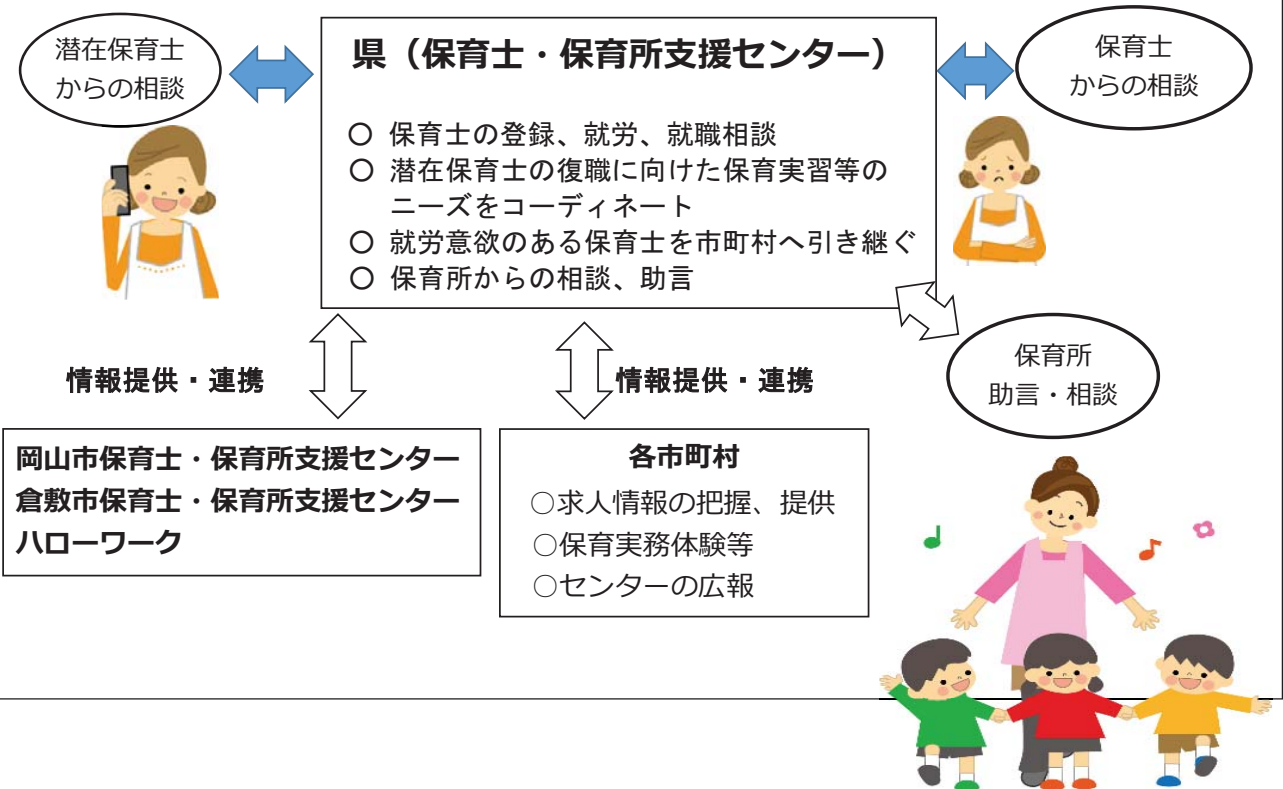 潜在保育士
からの相談
県（保育士・保育所支援センター）
○ 保育士の登録、就労、就職相談
○ 潜在保育士の復職に向けた保育実習等の
ニーズをコーディネート
○ 就労意欲のある保育士を市町村へ引き継ぐ
○ 保育所からの相談、助言
保育士
からの相談
情報提供・連携
情報提供・連携
保育所
助言・相談
岡山市保育士・保育所支援センター
倉敷市保育士・保育所支援センター
ハローワーク
各市町村
○求人情報の把握、提供
○保育実務体験等
○センターの広報